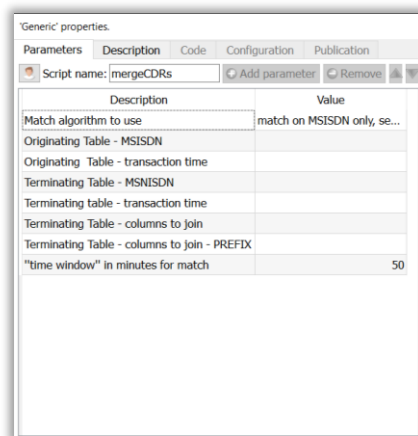 'Generic' properties.
Parameters Description Code Configuration Publication
Script name: mergeCDRs Add parameter Remove
Description Value
Match algorithm to use match on MSISDN only, se...
Originating Table - MSISDN
Originating  Table - transaction time
Terminating Table - MSNISDN
Terminating table - transaction time
Terminating Table - columns to join
Terminating Table - columns to join - PREFIX
"time window" in minutes for match 50